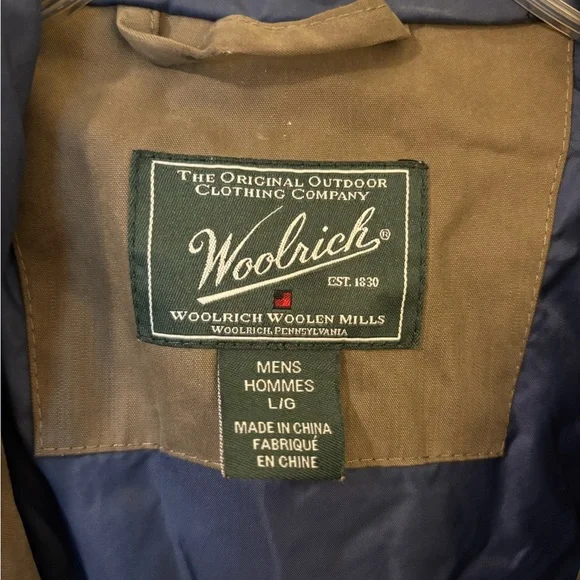 THE ORIGINAL OUTDOOR
CLOTHING COMPANY
Woolrich®
EST. 1830
WOOLRICH WOOLEN MILLS
WOOLRICH, PENNSYLVANIA
MENS
HOMMES
L/G
MADE IN CHINA
FABRIQUÉ
EN CHINE